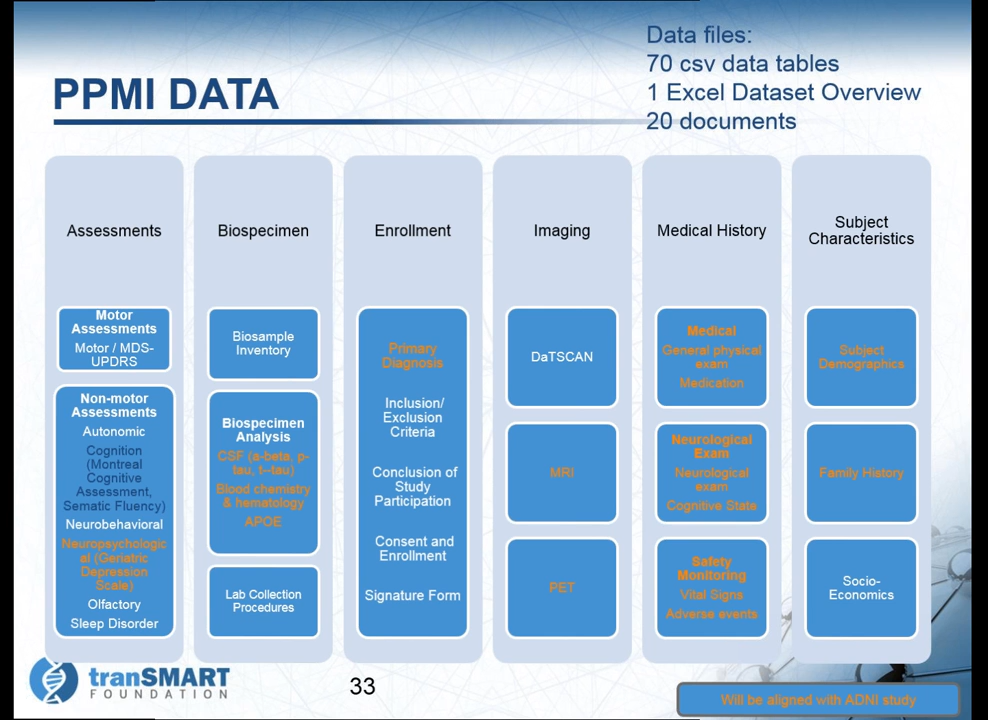 Data files:
70 csv data tables
1 Excel Dataset Overview
20 documents
PPMI DATA
Assessments
Motor
Assessments
Motor / MDS-
UPDRS
Non-motor
Assessments
Autonomic
Cognition
(Montreal
Cognitive
Assessment,
Sematic Fluency)
Neurobehavioral
Neuropsychologic
al (Geriatric
Depression
Scale)
Olfactory
Sleep Disorder
Biospecimen
Biosample
Inventory
Biospecimen
Analysis
CSF (a-beta, p-
tau, t--tau)
Blood chemistry
& hematology
APOE
Lab Collection
Procedures
Enrollment
Primary
Diagnosis
Inclusion/
Exclusion
Criteria
Conclusion of
Study
Participation
Consent and
Enrollment
Signature Form
Imaging
DaTSCAN
MRI
PET
Medical History
Medical
General physical
exam
Medication
Neurological
Exam
Neurological
exam
Cognitive State
Safety
Monitoring
Vital Signs
Adverse events
Subject
Characteristics
Subject
Demographics
Family History
Socio-
Economics
tranSMART
FOUNDATION
33
Will be aligned with ADNI study